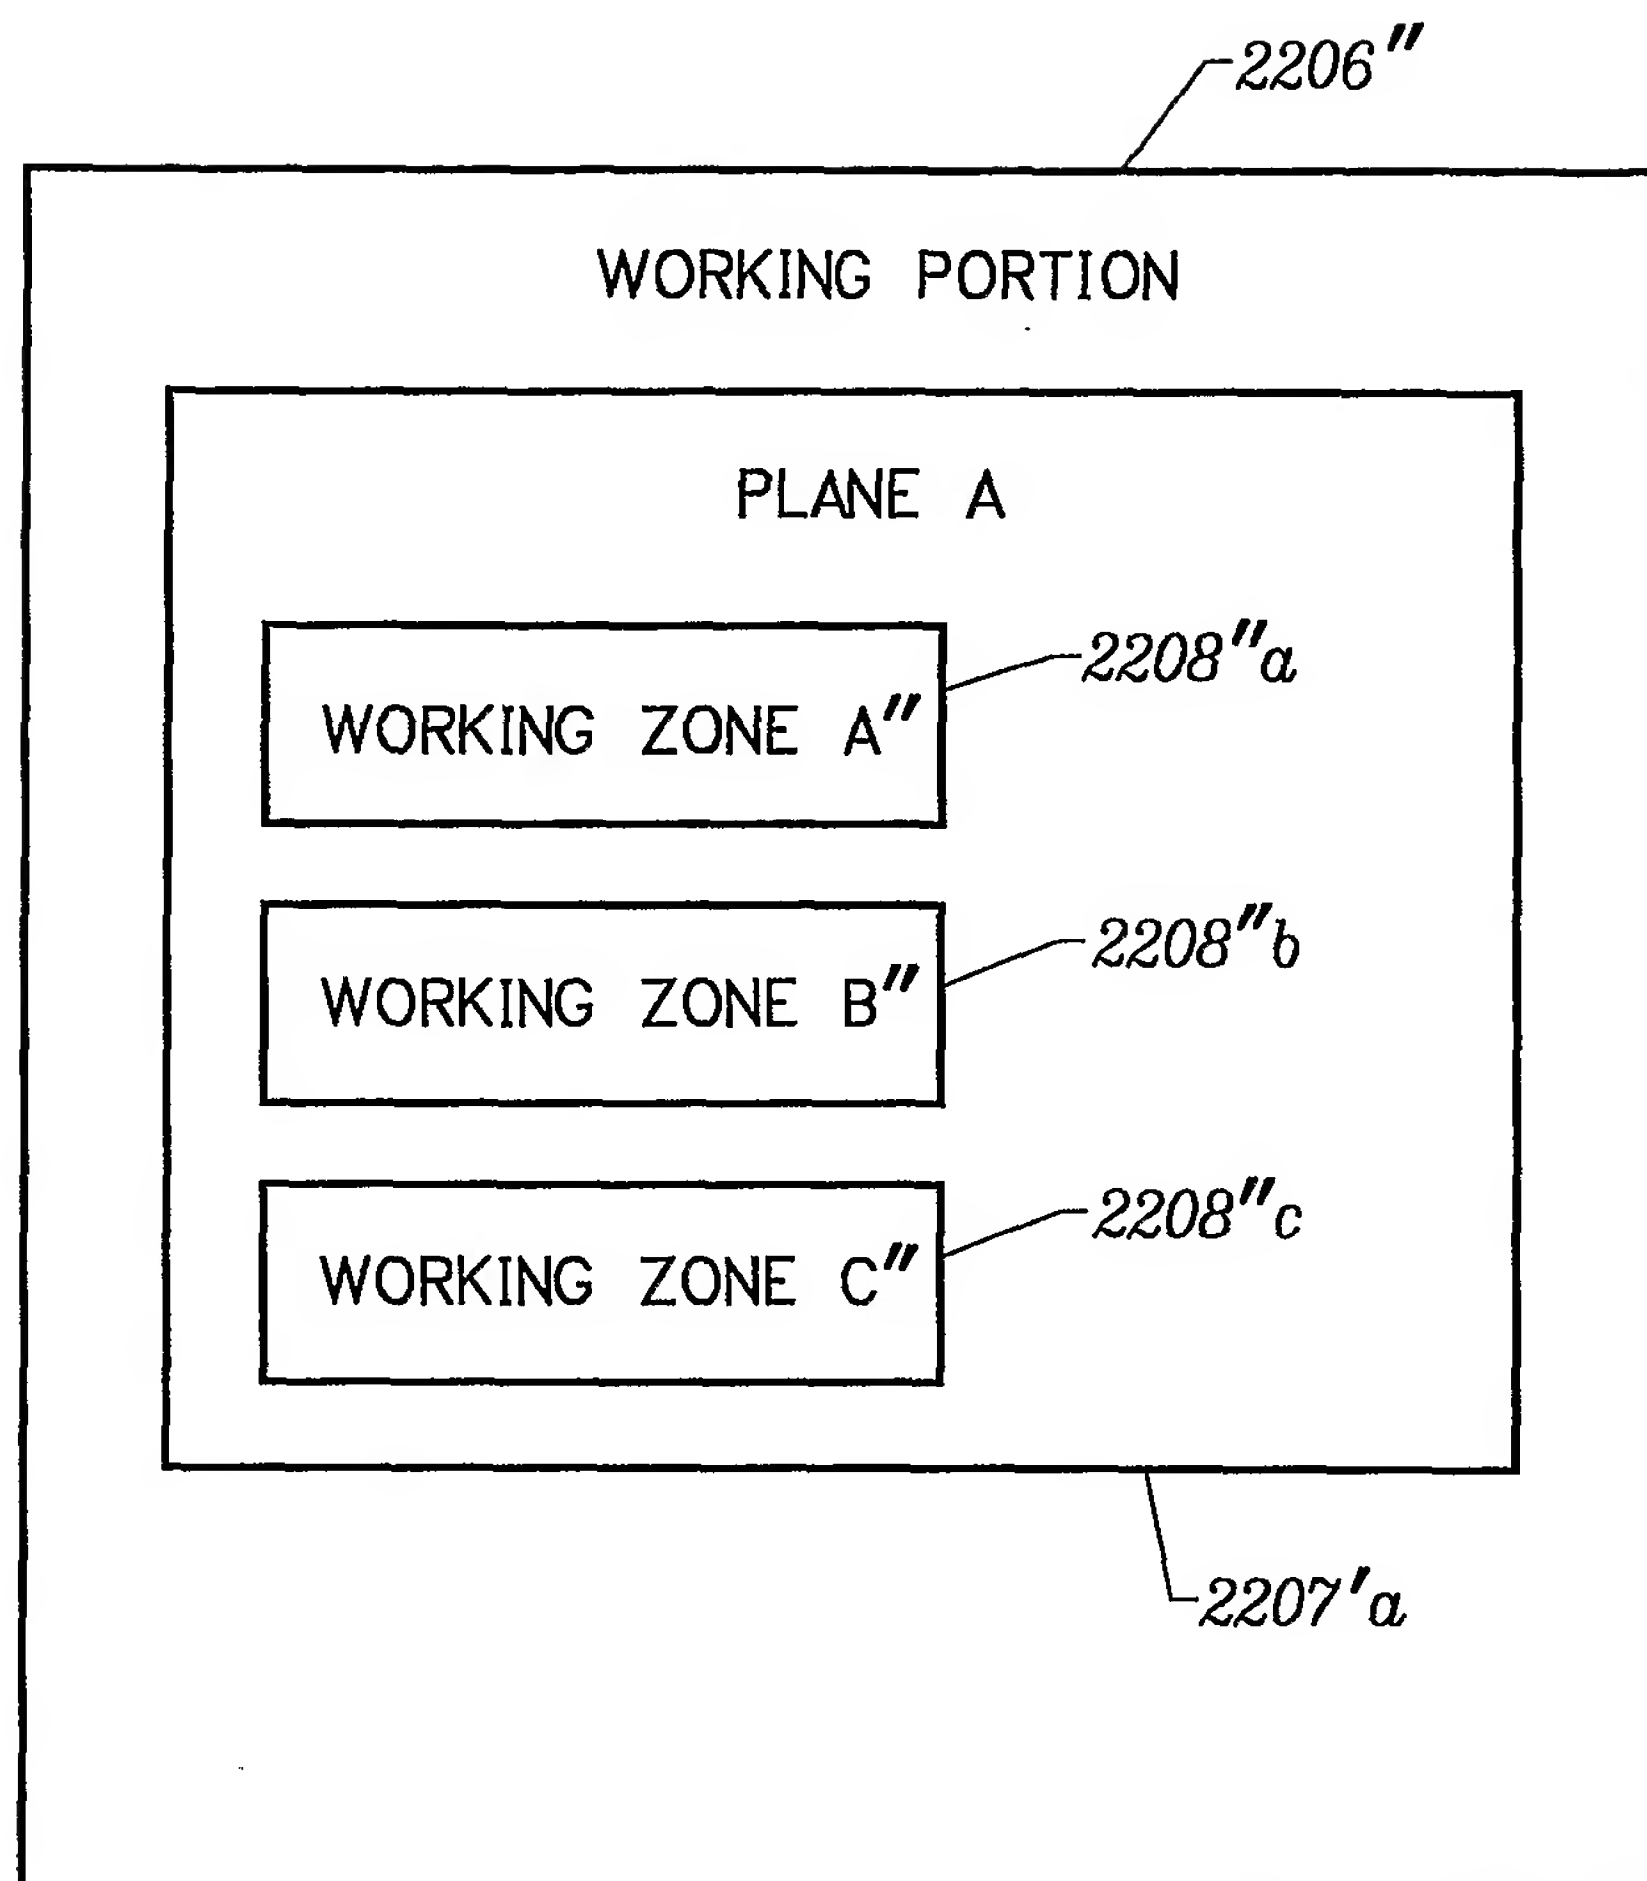 2206"
WORKING PORTION
PLANE A
2208"a
WORKING ZONE A"
2208"b
WORKING ZONE B"
2208"c
WORKING ZONE C"
2207'a